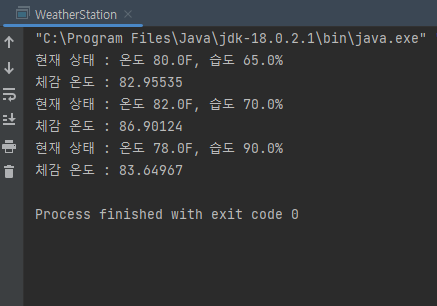 WeatherStation
"C:\Program Files\Java\jdk-18.0.2.1\bin\java.exe"
현재 상태 : 온도 80.0F, 습도 65.0%
체감 온도 : 82.95535
현재 상태 : 온도 82.0F, 습도 70.0%
체감 온도 : 86.90124
현재 상태 : 온도 78.0F, 습도 90.0%
체감 온도 : 83.64967
Process finished with exit code 0